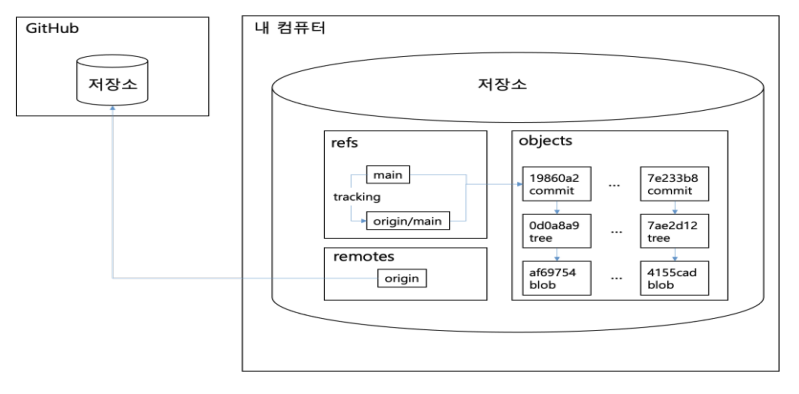 GitHub
저장소
내 컴퓨터
저장소
refs
main
tracking
origin/main
remotes
origin
objects
19860a2
commit
...
7e233b8
commit
0d0a8a9
tree
...
7ae2d12
tree
af69754
blob
...
4155cad
blob